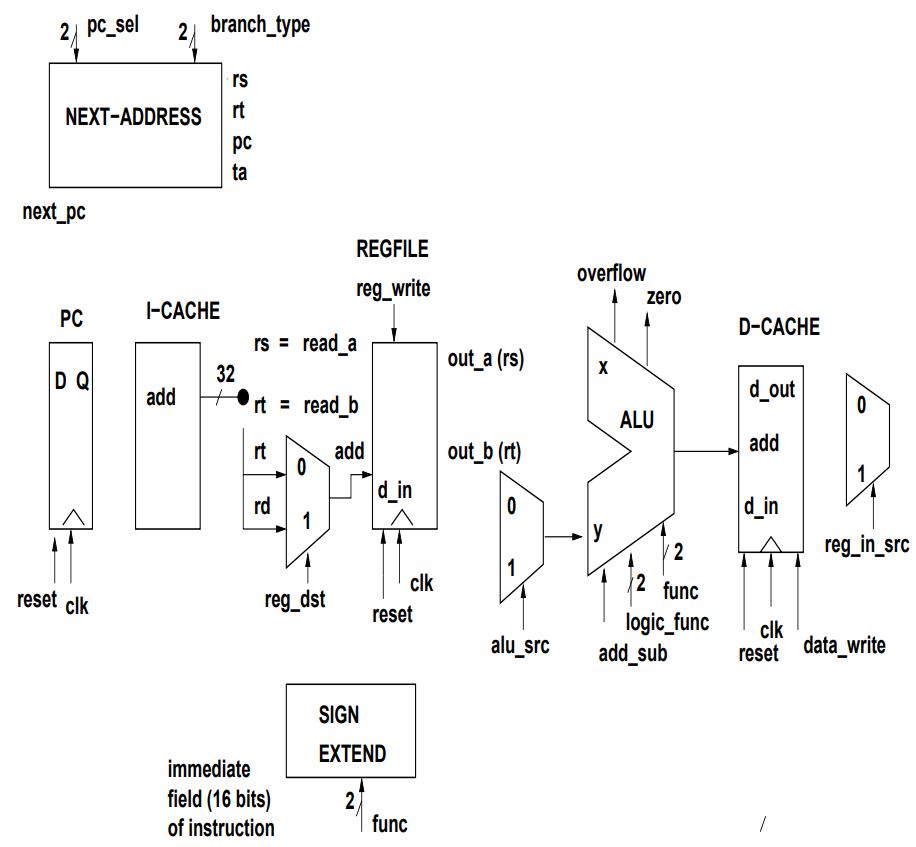 2 pc_sel 2 branch_type
NEXT−ADDRESS
rs
rt
pc
ta
next_pc
PC
D Q
reset clk
I−CACHE
add
32
REGFILE
reg_write
rs = read_a
rt = read_b
rt
rd
0
1
reg_dst
add
d_in
reset
clk
out_a (rs)
out_b (rt)
0
1
alu_src
overflow
zero
x
ALU
y
2
func
2
logic_func
add_sub
D−CACHE
d_out
add
d_in
clk
reset
data_write
0
1
reg_in_src
SIGN
EXTEND
immediate
field (16 bits)
of instruction
2
func
/